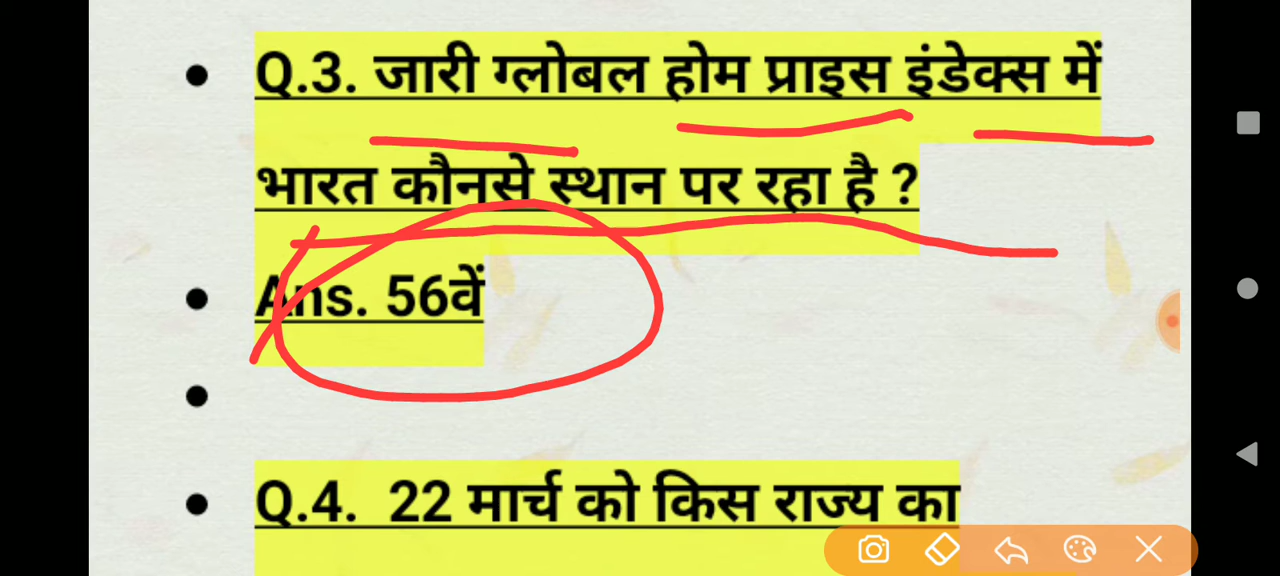 Q.3. जारी ग्लोबल होम प्राइस इंडेक्स में
भारत कौनसे स्थान पर रहा है ?
Ans. 56वें
Q.4. 22 मार्च को किस राज्य का